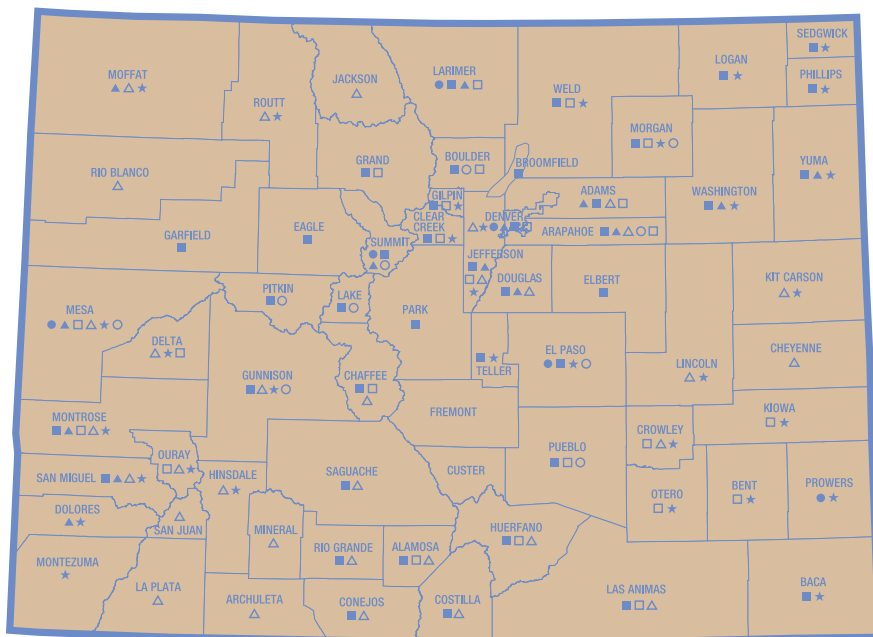 SEDGWICK
LOGAN
LARIMER
MOFFAT
JACKSON
PHILLIPS
WELD
ROUTT
MORGAN
GRAND
BOULDER
BROOMFIELD
YUMA
RIO BLANCO
GILPIN
ADAMS
WASHINGTON
CLEAR
CREEK
DENVER
EAGLE
ARAPAHOE
GARFIELD
SUMMIT
JEFFERSON
DOUGLAS
ELBERT
KIT CARSON
PITKIN
LAKE
MESA
PARK
DELTA
EL PASO
CHEYENNE
GUNNISON
CHAFFEE
TELLER
LINCOLN
MONTROSE
FREMONT
KIOWA
CROWLEY
PUEBLO
OURAY
SAN MIGUEL
HINSDALE
SAGUACHE
CUSTER
BENT
PROWERS
OTERO
DOLORES
SAN JUAN
MINERAL
HUERFANO
RIO GRANDE
ALAMOSA
MONTEZUMA
LA PLATA
ARCHULETA
CONEJOS
COSTILLA
LAS ANIMAS
BACA